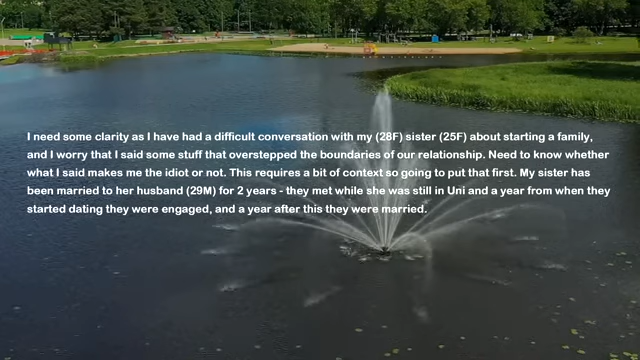 I need some clarity as I have had a difficult conversation with my (28F) sister (25F) about starting a family,
and I worry that I said some stuff that overstepped the boundaries of our relationship. Need to know whether
what I said makes me the idiot or not. This requires a bit of context so going to put that first. My sister has
been married to her husband (29M) for 2 years - they met while she was still in Uni and a year from when they
started dating they were engaged, and a year after this they were married.